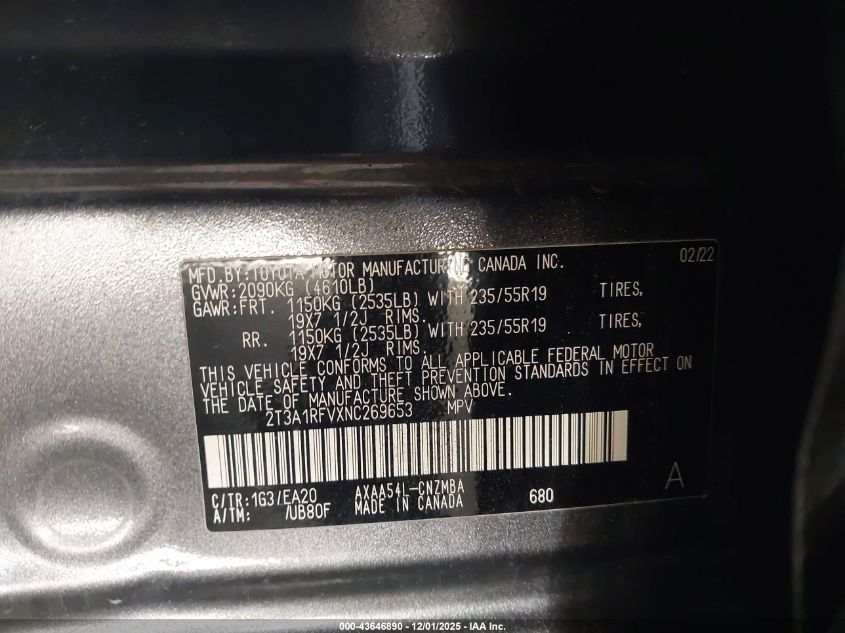 MFD. BY: TOYOTA MOTOR MANUFACTURING CANADA INC. 02/22
GVWR: 2090KG (4610LB)
GAWR: FRT. 1150KG (2535LB) WITH 235/55R19 TIRES,
19X7 1/2J RIMS.
RR. 1150KG (2535LB) WITH 235/55R19 TIRES,
19X7 1/2J RIMS.
THIS VEHICLE CONFORMS TO ALL APPLICABLE FEDERAL MOTOR
VEHICLE SAFETY AND THEFT PREVENTION STANDARDS IN EFFECT ON
THE DATE OF MANUFACTURE SHOWN ABOVE.
2T3A1RFVXNC269653 MPV
A
C/TR: 1G3/EA20 AXAA54L-CNZMBA 680
A/TM: /UB80F MADE IN CANADA
000-43646890 - 12/01/2025 - IAA Inc.